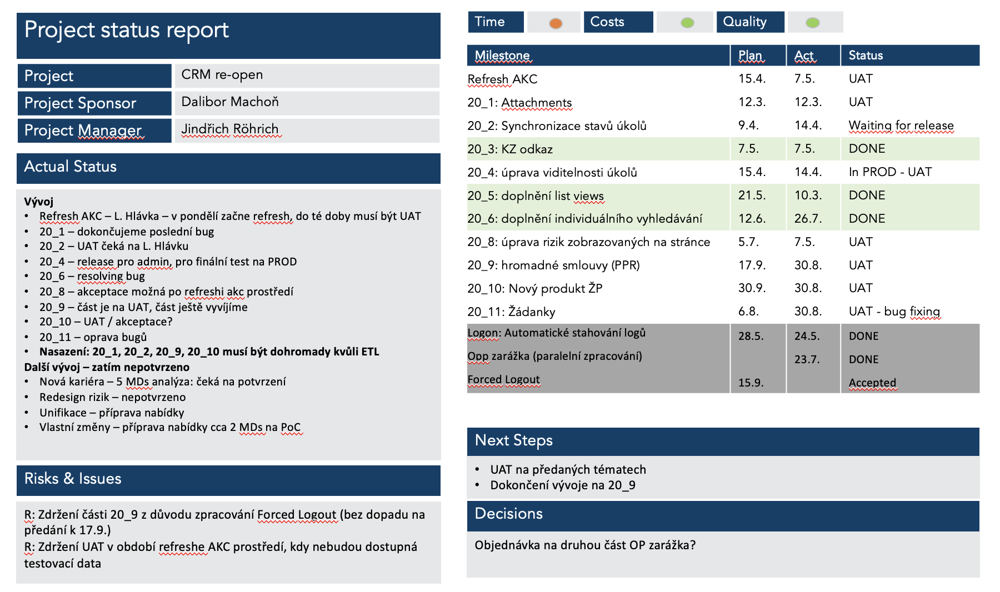 Project status report
Project
CRM re-open
Project Sponsor
Dalibor Machoň
Project Manager
Jindřich Röhrich
Actual Status
Vývoj
• Refresh AKC – L. Hlávka – v pondělí začne refresh, do té doby musí být UAT
• 20_1 – dokončujeme poslední bug
• 20_2 – UAT čeká na L. Hlávku
• 20_4 – release pro admin, pro finální test na PROD
• 20_6 – resolving bug
• 20_8 – akceptace možná po refreshi akc prostředí
• 20_9 – část je na UAT, část ještě vyvíjíme
• 20_10 – UAT / akceptace?
• 20_11 – oprava bugů
• Nasazení: 20_1, 20_2, 20_9, 20_10 musí být dohromady kvůli ETL
Další vývoj – zatím nepotvrzeno
• Nová kariéra – 5 MDs analýza: čeká na potvrzení
• Redesign rizik – nepotvrzeno
• Unifikace – příprava nabídky
• Vlastní změny – příprava nabídky cca 2 MDs na PoC
Risks & Issues
R: Zdržení části 20_9 z důvodu zpracování Forced Logout (bez dopadu na
předání k 17.9.)
R: Zdržení UAT v období refreshe AKC prostředí, kdy nebudou dostupná
testovací data
Time Costs Quality
Milestone Plan Act Status
Refresh AKC 15.4. 7.5. UAT
20_1: Attachments 12.3. 12.3. UAT
20_2: Synchronizace stavů úkolů 9.4. 14.4. Waiting for release
20_3: KZ odkaz 7.5. 7.5. DONE
20_4: úprava viditelnosti úkolů 15.4. 14.4. In PROD - UAT
20_5: doplnění list views 21.5. 10.3. DONE
20_6: doplnění individuálního vyhledávání 12.6. 26.7. DONE
20_8: úprava rizik zobrazovaných na stránce 5.7. 7.5. UAT
20_9: hromadné smlouvy (PPR) 17.9. 30.8. UAT
20_10: Nový produkt ŽP 30.9. 30.8. UAT
20_11: Žádanky 6.8. 30.8. UAT - bug fixing
Logon: Automatické stahování logů 28.5. 24.5. DONE
Opp zarážka (paralelní zpracování) 23.7. DONE
Forced Logout 15.9. Accepted
Next Steps
• UAT na předaných tématech
• Dokončení vývoje na 20_9
Decisions
Objednávka na druhou část OP zarážka?